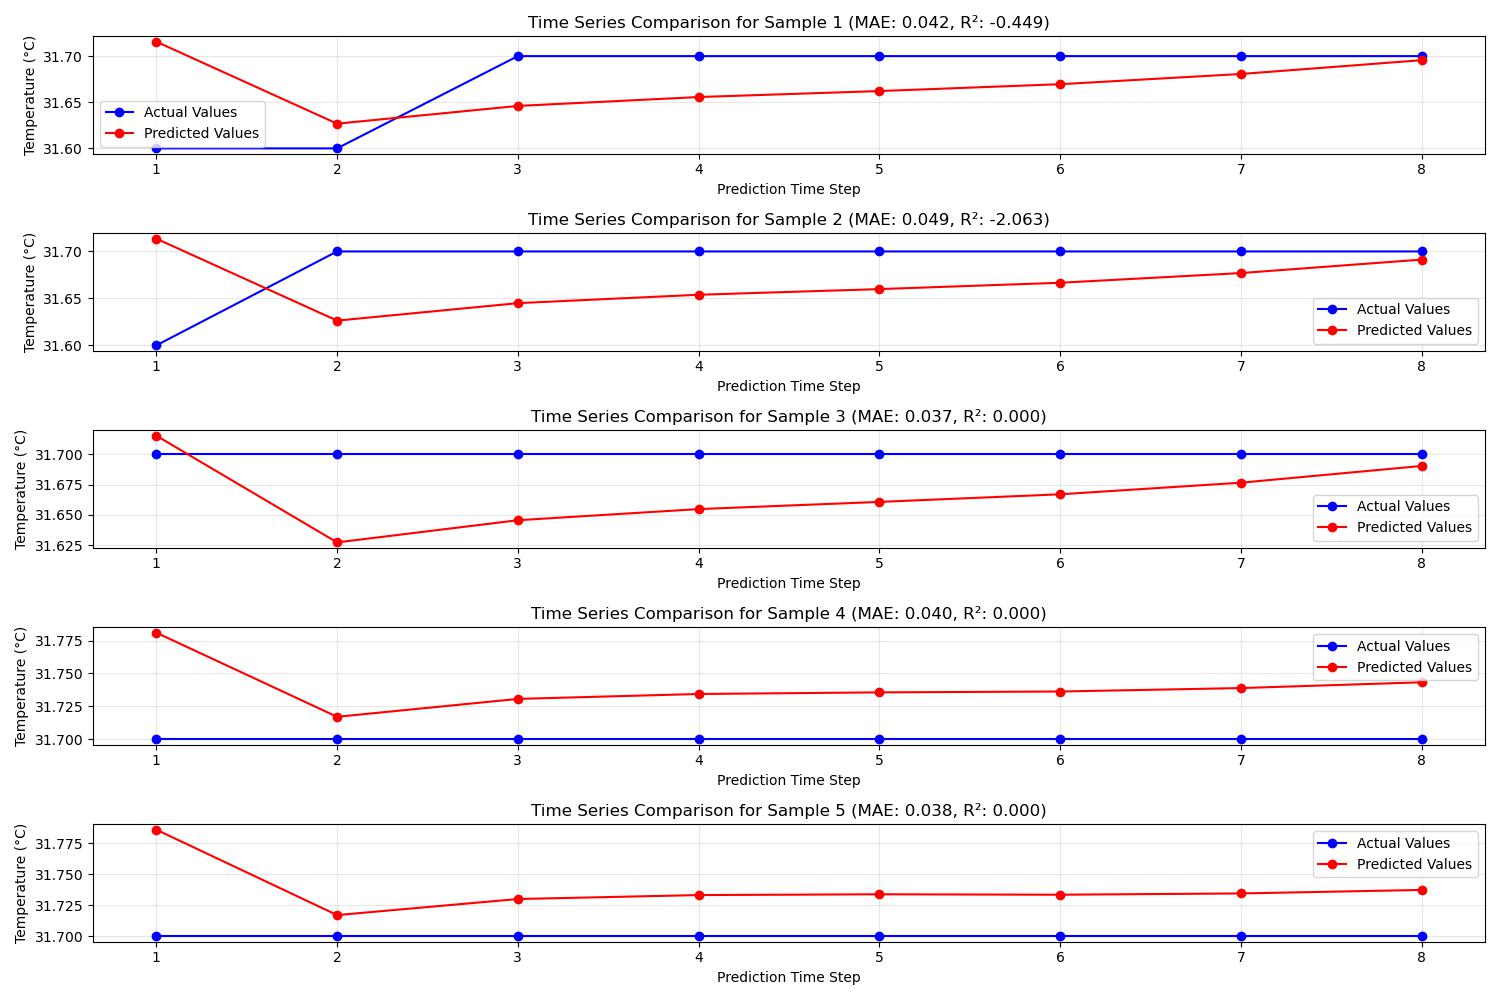 Time Series Comparison for Sample 1 (MAE: 0.042, R²: -0.449)
Temperature (°C)
31.70
31.65
31.60
Actual Values
Predicted Values
1 2 3 4 5 6 7 8
Prediction Time Step
Time Series Comparison for Sample 2 (MAE: 0.049, R²: -2.063)
Temperature (°C)
31.70
31.65
31.60
Actual Values
Predicted Values
1 2 3 4 5 6 7 8
Prediction Time Step
Time Series Comparison for Sample 3 (MAE: 0.037, R²: 0.000)
Temperature (°C)
31.700
31.675
31.650
31.625
Actual Values
Predicted Values
1 2 3 4 5 6 7 8
Prediction Time Step
Time Series Comparison for Sample 4 (MAE: 0.040, R²: 0.000)
Temperature (°C)
31.775
31.750
31.725
31.700
Actual Values
Predicted Values
1 2 3 4 5 6 7 8
Prediction Time Step
Time Series Comparison for Sample 5 (MAE: 0.038, R²: 0.000)
Temperature (°C)
31.775
31.750
31.725
31.700
Actual Values
Predicted Values
1 2 3 4 5 6 7 8
Prediction Time Step